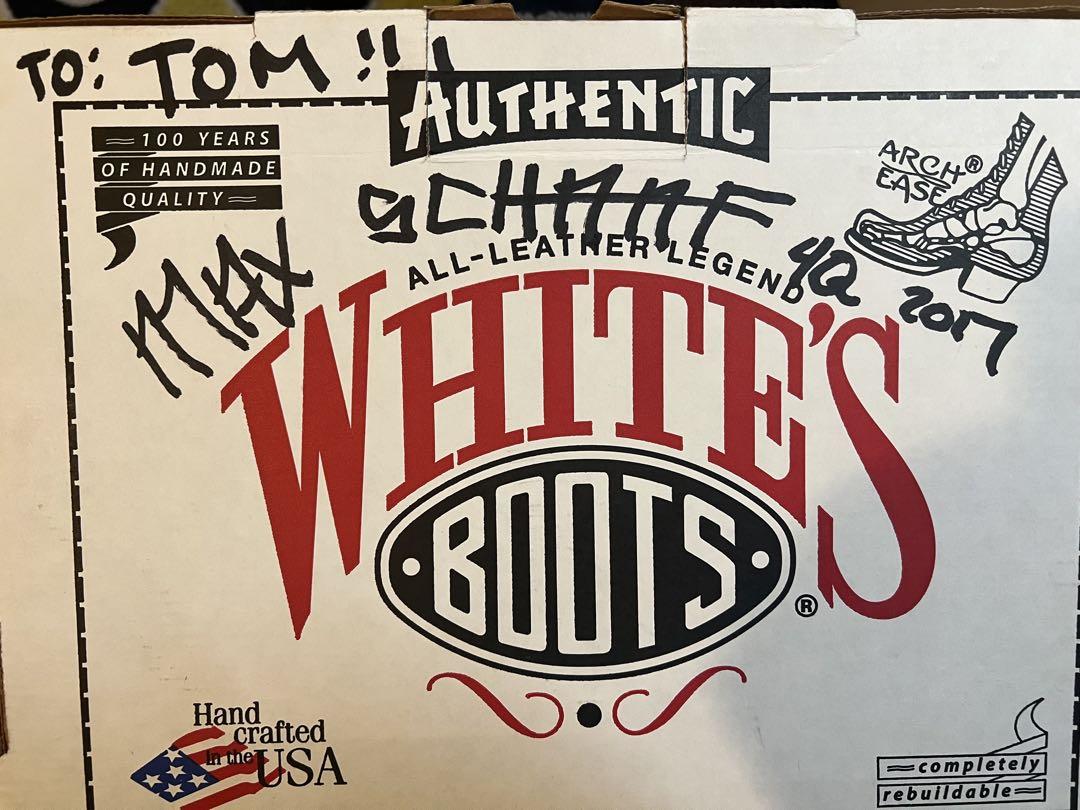 TO: TOM !!
AUTHENTIC
100 YEARS
OF HANDMADE
QUALITY
ARCH®
EASE
MAX
ALL-LEATHER LEGEND
4Q 2017
WHITE'S
BOOTS ®
Hand
crafted
in the
USA
completely
rebuildable